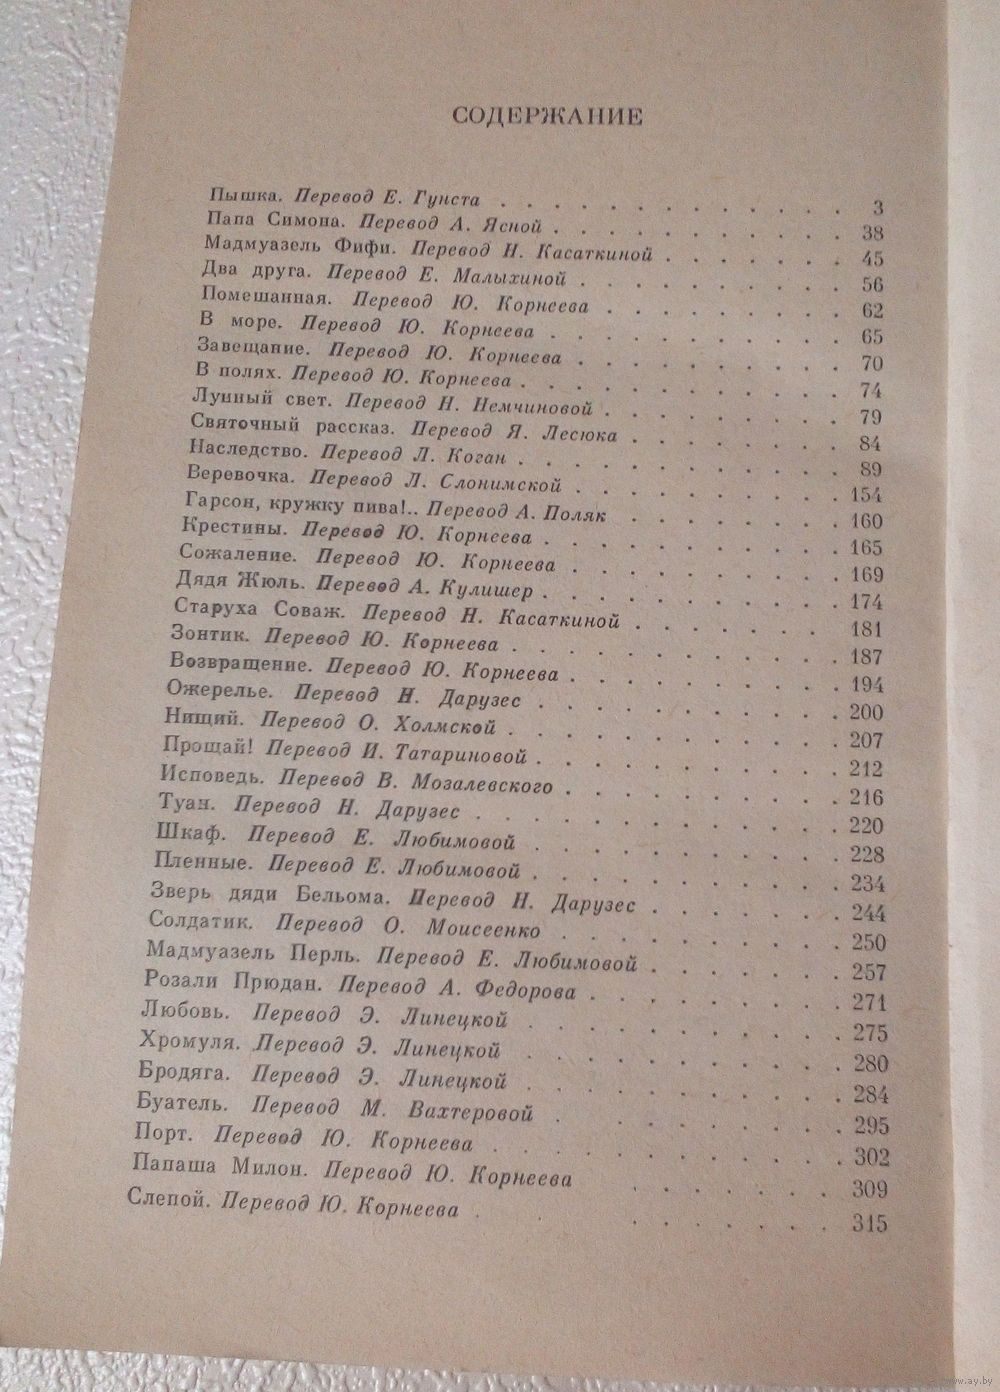 СОДЕРЖАНИЕ
Пышка. Перевод Е. Гунста . . . . . . . . . . . . . 3
Папа Симона. Перевод А. Ясной . . . . . . . . . . . 38
Мадмуазель Фифи. Перевод Н. Касаткиной . . . . . . . 45
Два друга. Перевод Е. Малыхиной . . . . . . . . . . 56
Помешанная. Перевод Ю. Корнеева . . . . . . . . . 62
В море. Перевод Ю. Корнеева . . . . . . . . . . . 65
Завещание. Перевод Ю. Корнеева . . . . . . . . . . 70
В полях. Перевод Ю. Корнеева . . . . . . . . . . . 74
Лунный свет. Перевод Н. Немчиновой . . . . . . . . . 79
Святочный рассказ. Перевод Я. Лесюка . . . . . . . . 84
Наследство. Перевод Л. Коган . . . . . . . . . . . 89
Веревочка. Перевод Л. Слонимской . . . . . . . . . . 154
Гарсон, кружку пива!.. Перевод А. Поляк . . . . . . . . 160
Крестины. Перевод Ю. Корнеева . . . . . . . . . . . 165
Сожаление. Перевод Ю. Корнеева . . . . . . . . . . 169
Дядя Жюль. Перевод А. Кулишер . . . . . . . . . . . 174
Старуха Соваж. Перевод Н. Касаткиной . . . . . . . 181
Зонтик. Перевод Ю. Корнеева . . . . . . . . . . . . 187
Возвращение. Перевод Ю. Корнеева . . . . . . . . . . 194
Ожерелье. Перевод Н. Дарузес . . . . . . . . . . . 200
Нищий. Перевод О. Холмской . . . . . . . . . . . . 207
Прощай! Перевод И. Татариновой . . . . . . . . . . . 212
Исповедь. Перевод В. Мозалевского . . . . . . . . . . 216
Туан. Перевод Н. Дарузес . . . . . . . . . . . . . 220
Шкаф. Перевод Е. Любимовой . . . . . . . . . . . 228
Пленные. Перевод Е. Любимовой . . . . . . . . . . . 234
Зверь дяди Бельома. Перевод Н. Дарузес . . . . . . . 244
Солдатик. Перевод О. Моисеенко . . . . . . . . . . 250
Мадмуазель Перль. Перевод Е. Любимовой . . . . . . . 257
Розали Прюдан. Перевод А. Федорова . . . . . . . . . 271
Любовь. Перевод Э. Линецкой . . . . . . . . . . . 275
Хромуля. Перевод Э. Линецкой . . . . . . . . . . . 280
Бродяга. Перевод Э. Линецкой . . . . . . . . . . . 284
Буатель. Перевод М. Вахтеровой . . . . . . . . . . 295
Порт. Перевод Ю. Корнеева . . . . . . . . . . . . 302
Папаша Милон. Перевод Ю. Корнеева . . . . . . . 309
Слепой. Перевод Ю. Корнеева . . . . . . . . . 315
www.ay.by